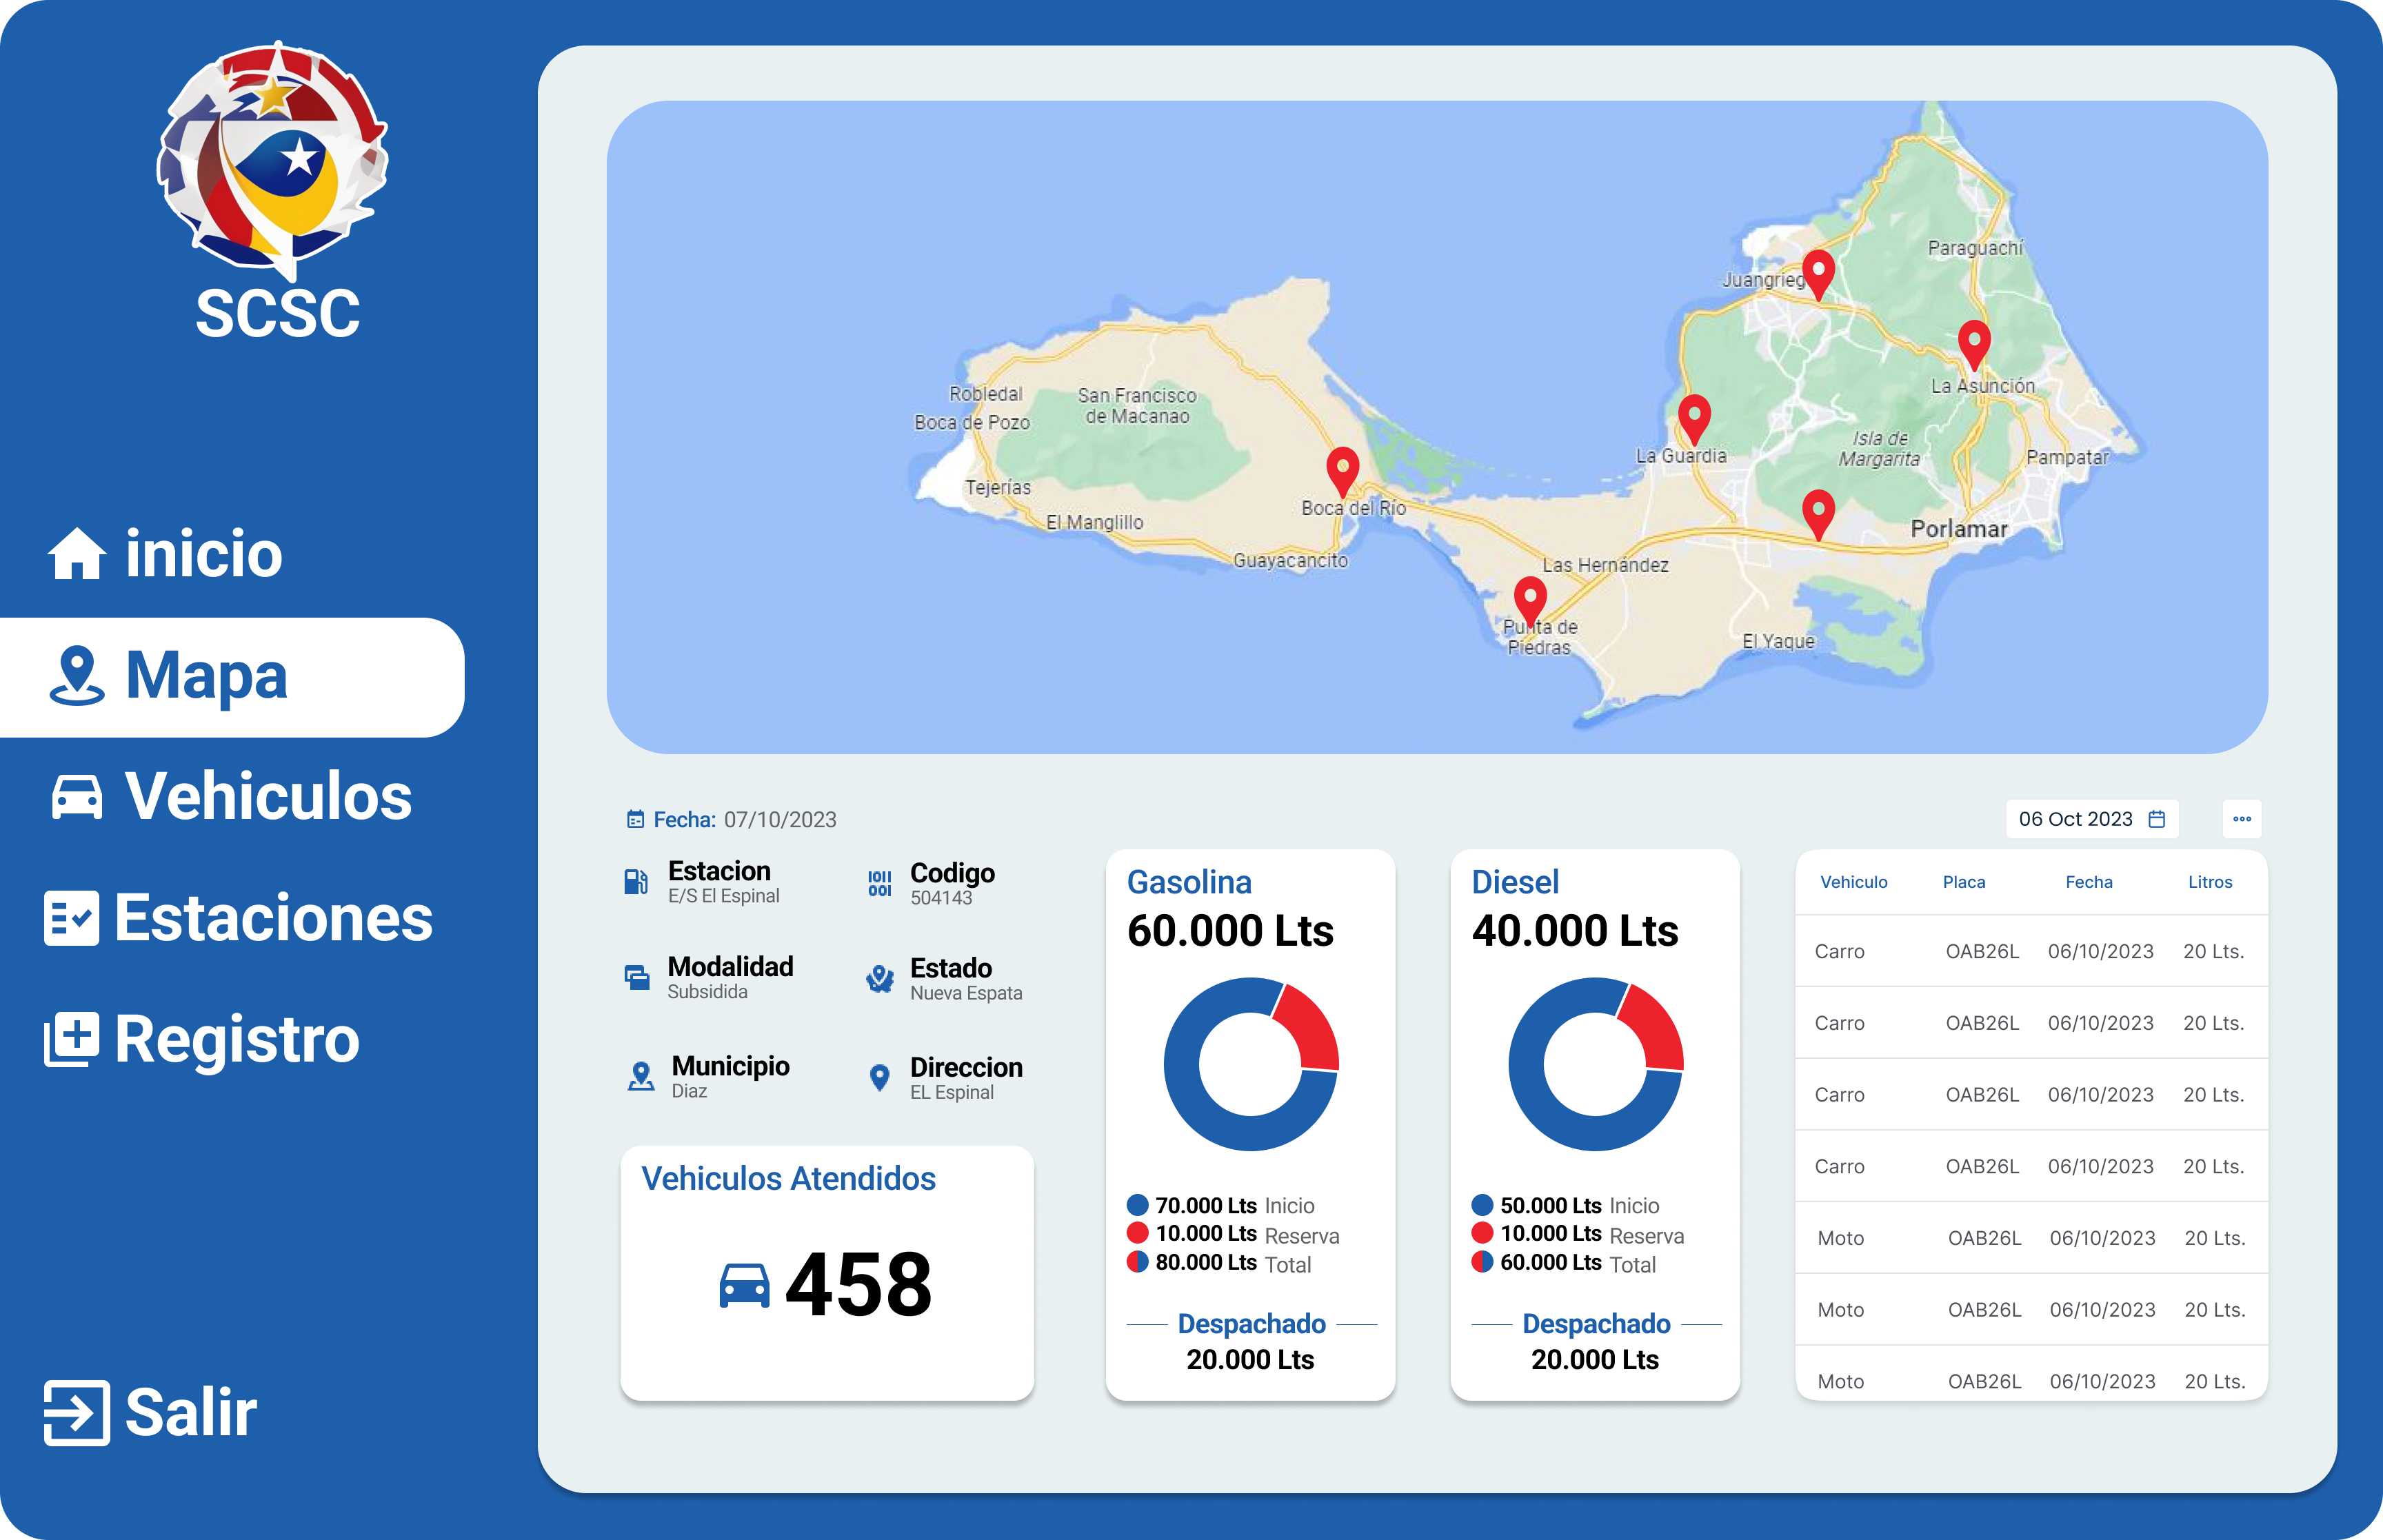 SCSC
inicio
Mapa
Vehiculos
Estaciones
Registro
Salir
Paraguachí
Juangrieg
La Asunción
Robledal
San Francisco
de Macanao
Boca de Pozo
Isla de
Margarita
La Guardia
Pampatar
Tejerías
Boca del Río
El Manglillo
Porlamar
Guayacancito
Las Hernández
Punta de
Piedras
El Yaque
Fecha: 07/10/2023
06 Oct 2023
Estacion
E/S El Espinal
Codigo
504143
Modalidad
Subsidida
Estado
Nueva Espata
Municipio
Diaz
Direccion
EL Espinal
Vehiculos Atendidos
458
Gasolina
60.000 Lts
70.000 Lts Inicio
10.000 Lts Reserva
80.000 Lts Total
Despachado
20.000 Lts
Diesel
40.000 Lts
50.000 Lts Inicio
10.000 Lts Reserva
60.000 Lts Total
Despachado
20.000 Lts
Vehiculo Placa Fecha Litros
Carro OAB26L 06/10/2023 20 Lts.
Carro OAB26L 06/10/2023 20 Lts.
Carro OAB26L 06/10/2023 20 Lts.
Carro OAB26L 06/10/2023 20 Lts.
Moto OAB26L 06/10/2023 20 Lts.
Moto OAB26L 06/10/2023 20 Lts.
Moto OAB26L 06/10/2023 20 Lts.